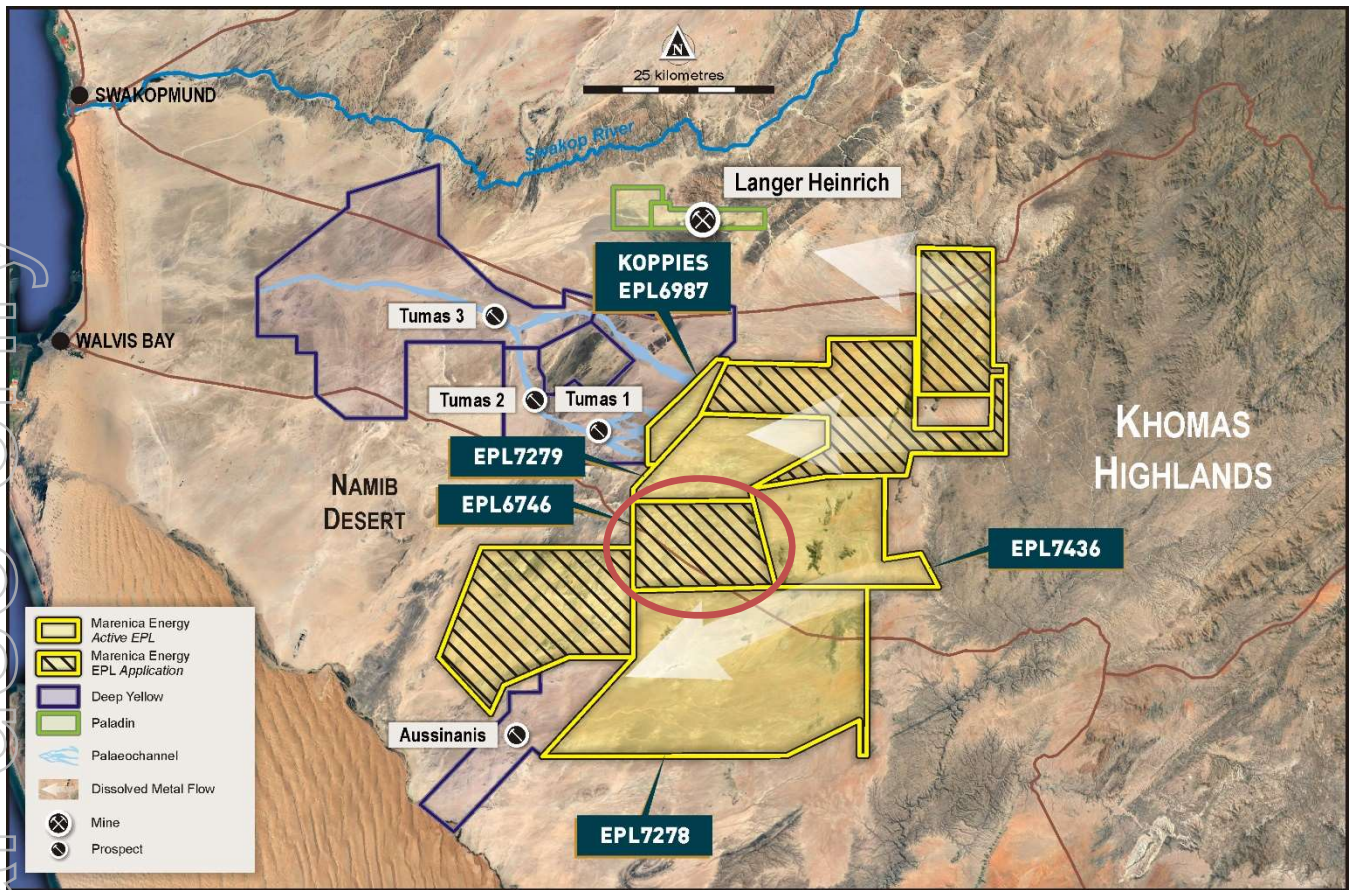 N
25 kilometres
SWAKOPMUND
Swakop River
Langer Heinrich
KOPPIES
EPL6987
Tumas 3
WALVIS BAY
Tumas 2
Tumas 1
KHOMAS
HIGHLANDS
EPL7279
NAMIB
DESERT
EPL6746
EPL7436
Marenica Energy
Active EPL
Marenica Energy
EPL Application
Deep Yellow
Paladin
Palaeochannel
Dissolved Metal Flow
Mine
Prospect
Aussinanis
EPL7278